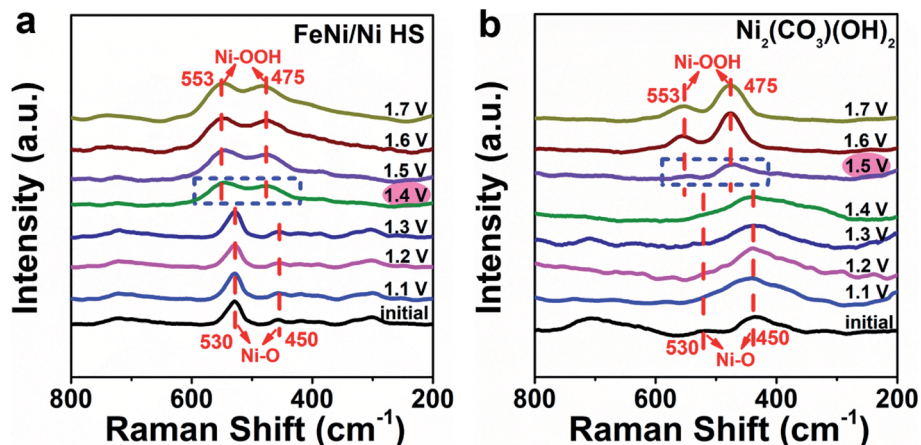 a
FeNi/Ni HS
Ni-OOH
553
475
1.7 V
1.6 V
1.5 V
1.4 V
1.3 V
1.2 V
1.1 V
initial
530
450
Ni-O
800
600
400
200
Raman Shift (cm⁻¹)
Intensity (a.u.)
b
Ni₂(CO₃)(OH)₂
Ni-OOH
553
475
1.7 V
1.6 V
1.5 V
1.4 V
1.3 V
1.2 V
1.1 V
initial
530
450
Ni-O
800
600
400
200
Raman Shift (cm⁻¹)
Intensity (a.u.)